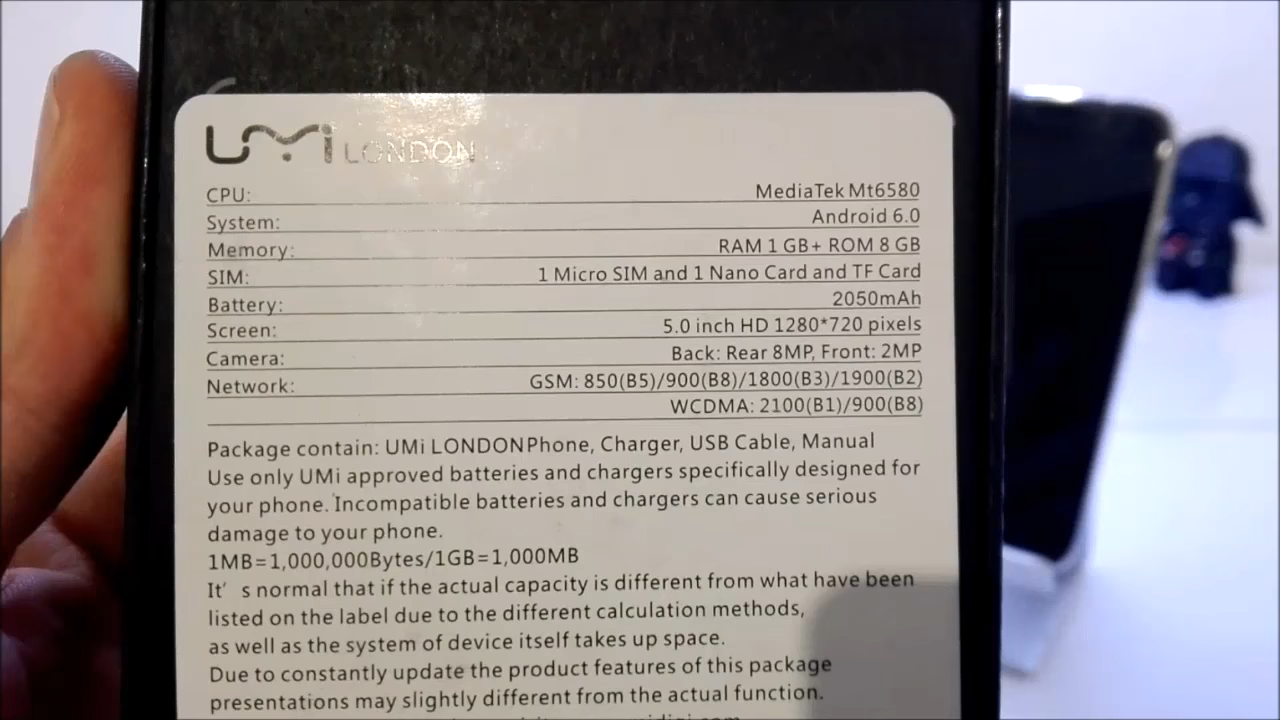 UMi LONDON
CPU: MediaTek Mt6580
System: Android 6.0
Memory: RAM 1 GB+ ROM 8 GB
SIM: 1 Micro SIM and 1 Nano Card and TF Card
Battery: 2050mAh
Screen: 5.0 inch HD 1280*720 pixels
Camera: Back: Rear 8MP, Front: 2MP
Network: GSM: 850(B5)/900(B8)/1800(B3)/1900(B2)
WCDMA: 2100(B1)/900(B8)
Package contain: UMi LONDON Phone, Charger, USB Cable, Manual
Use only UMi approved batteries and chargers specifically designed for
your phone. Incompatible batteries and chargers can cause serious
damage to your phone.
1MB=1,000,000Bytes/1GB=1,000MB
It' s normal that if the actual capacity is different from what have been
listed on the label due to the different calculation methods,
as well as the system of device itself takes up space.
Due to constantly update the product features of this package
presentations may slightly different from the actual function.